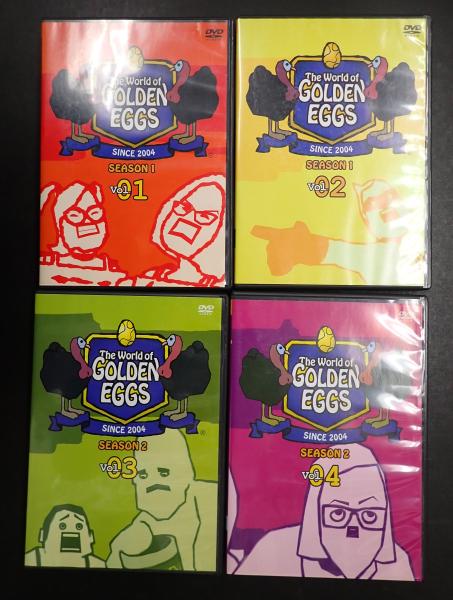 DVD
The World of
GOLDEN
EGGS
SINCE 2004
SEASON 1
Vol.01
DVD
The World of
GOLDEN
EGGS
SINCE 2004
SEASON 1
Vol.02
DVD
The World of
GOLDEN
EGGS
SINCE 2004
SEASON 2
Vol.03
DVD
The World of
GOLDEN
EGGS
SINCE 2004
SEASON 2
Vol.04